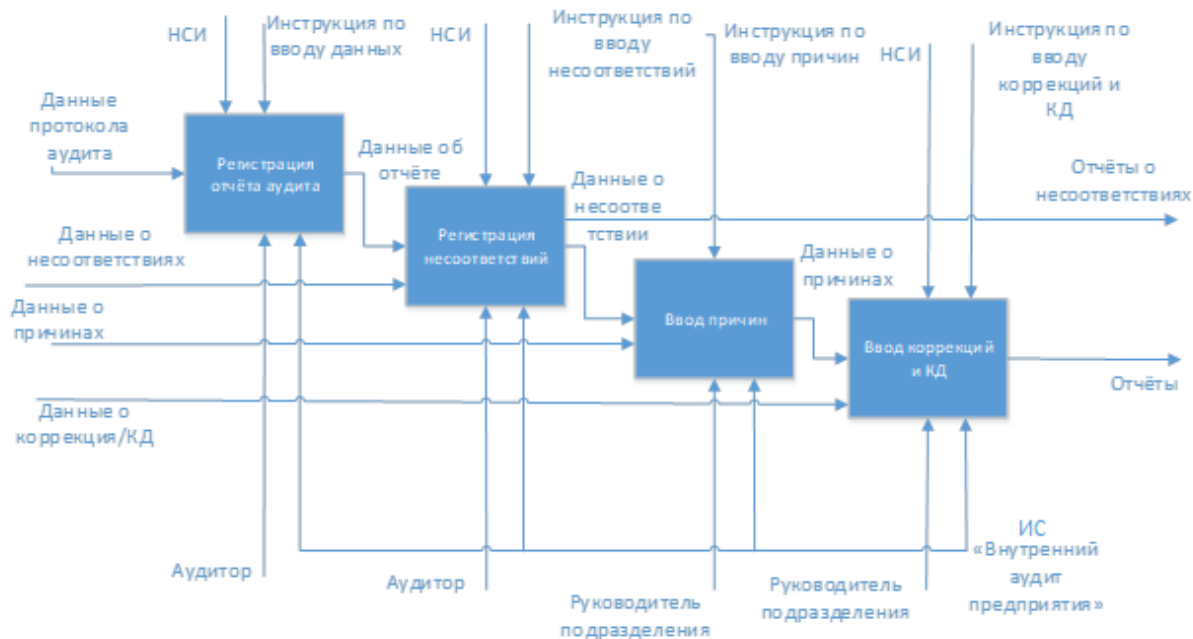 НСИ
Инструкция по
вводу данных
НСИ
Инструкция по
вводу
несоответствий
Инструкция по
вводу причин
НСИ
Инструкция по
вводу
коррекций и
КД
Данные
протокола
аудита
Регистрация
отчёта аудита
Данные об
отчёте
Данные о
несоотве
тствии
Отчёты о
несоответствиях
Данные о
несоответствиях
Регистрация
несоответствий
Данные о
причинах
Данные о
причинах
Ввод причин
Ввод коррекций
и КД
Отчёты
Данные о
коррекция/КД
Аудитор
Аудитор
Руководитель
подразделения
Руководитель
подразделения
ИС
«Внутренний
аудит
предприятия»